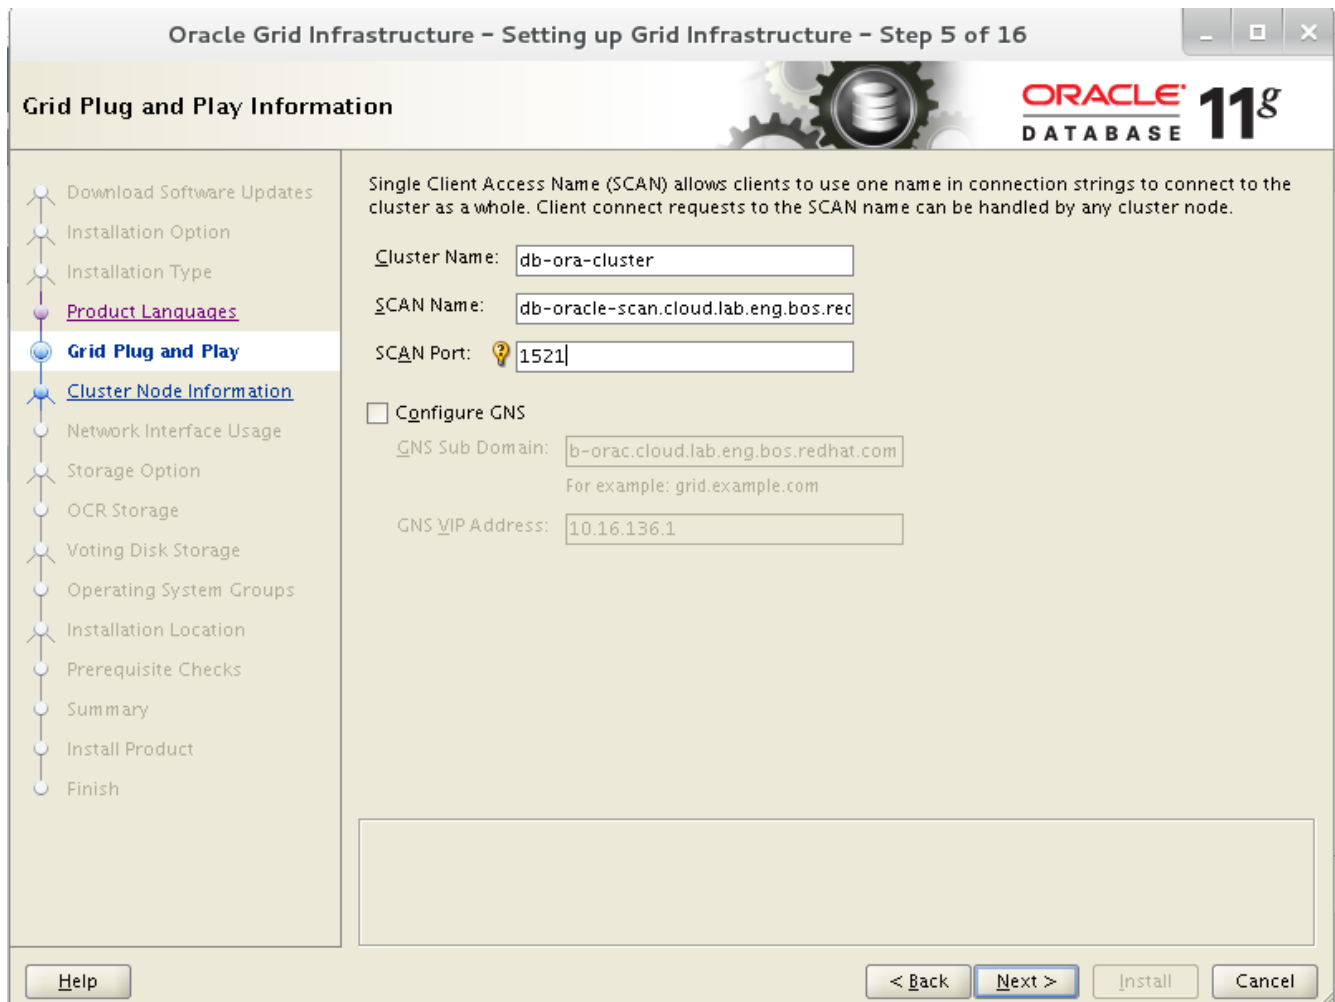 Oracle Grid Infrastructure - Setting up Grid Infrastructure - Step 5 of 16
Grid Plug and Play Information
ORACLE
DATABASE
11g
Download Software Updates
Installation Option
Installation Type
Product Languages
Grid Plug and Play
Cluster Node Information
Network Interface Usage
Storage Option
OCR Storage
Voting Disk Storage
Operating System Groups
Installation Location
Prerequisite Checks
Summary
Install Product
Finish
Single Client Access Name (SCAN) allows clients to use one name in connection strings to connect to the
cluster as a whole. Client connect requests to the SCAN name can be handled by any cluster node.
Cluster Name: db-ora-cluster
SCAN Name: db-oracle-scan.cloud.lab.eng.bos.rec
SCAN Port: 1521
Configure GNS
GNS Sub Domain: b-orac.cloud.lab.eng.bos.redhat.com
For example: grid.example.com
GNS VIP Address: 10.16.136.1
Help
< Back
Next >
Install
Cancel